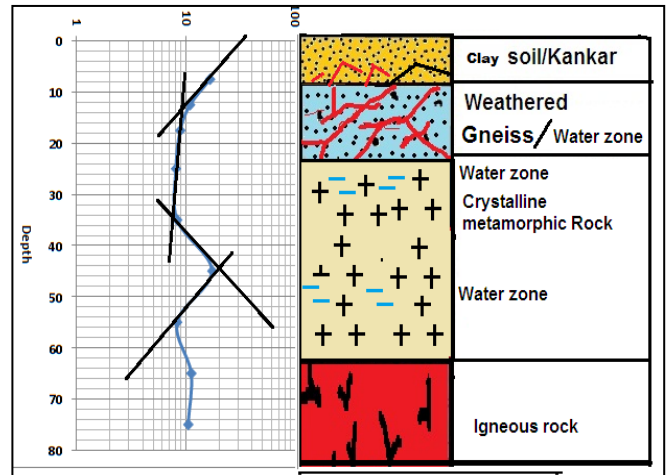 1
10
100
0
10
20
30
40
50
60
70
80
Depth
Clay soil/Kankar
Weathered
Gneiss/Water zone
Water zone
Crystalline
metamorphic Rock
Water zone
Igneous rock